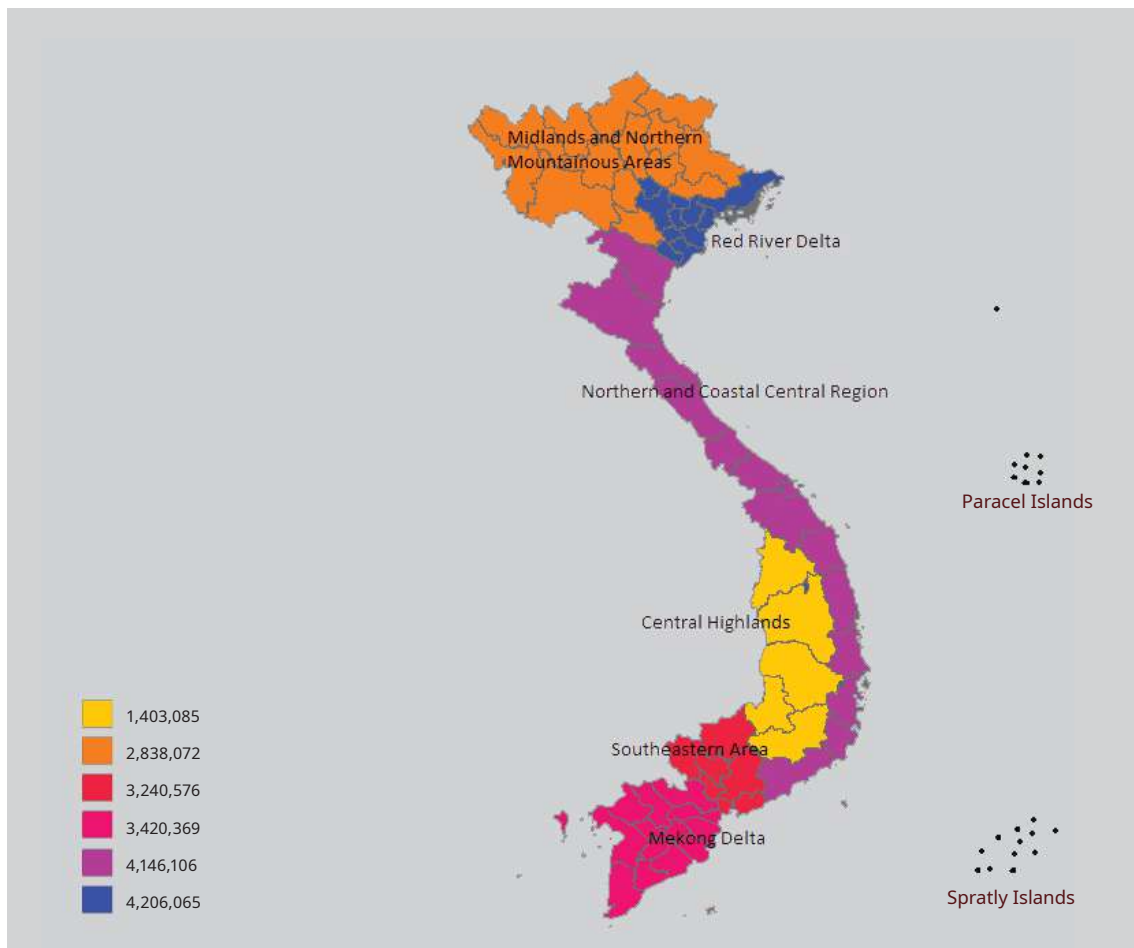 Midlands and Northern
Mountainous Areas
Red River Delta
Northern and Coastal Central Region
Paracel Islands
Central Highlands
Southeastern Area
Mekong Delta
Spratly Islands
1,403,085
2,838,072
3,240,576
3,420,369
4,146,106
4,206,065